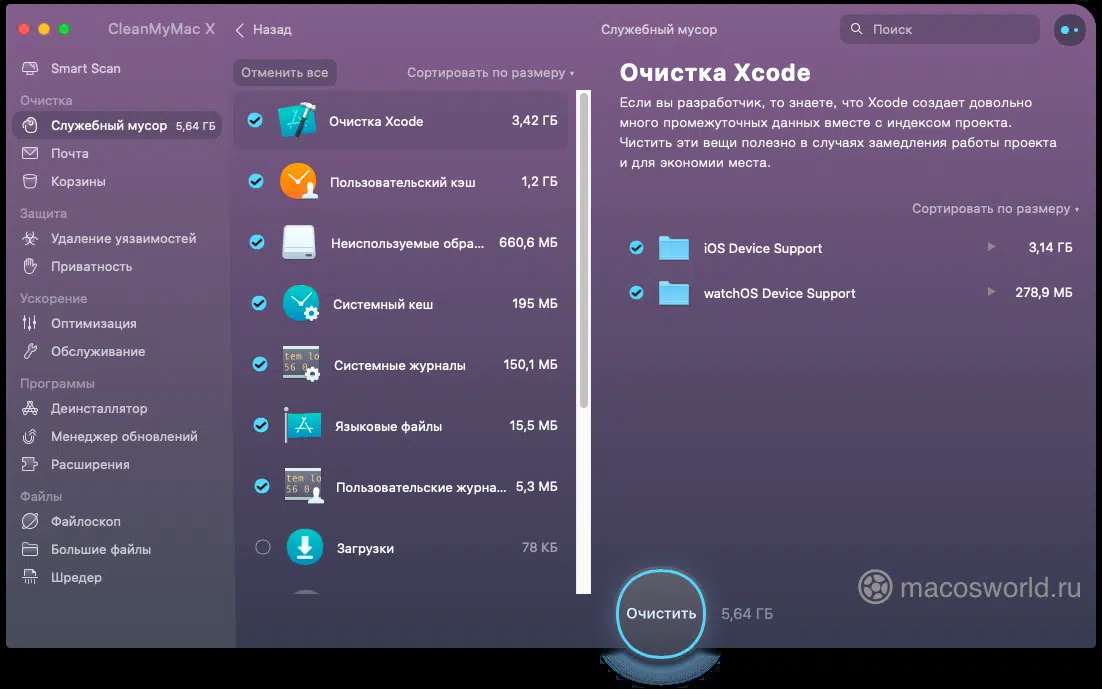 CleanMyMac X
Назад
Служебный мусор
Поиск
Smart Scan
Очистка
Служебный мусор 5,64 ГБ
Почта
Корзины
Защита
Удаление уязвимостей
Приватность
Ускорение
Оптимизация
Обслуживание
Программы
Деинсталлятор
Менеджер обновлений
Расширения
Файлы
Файлоскоп
Большие файлы
Шредер
Отменить все
Сортировать по размеру
Очистка Xcode 3,42 ГБ
Пользовательский кэш 1,2 ГБ
Неиспользуемые обра... 660,6 МБ
Системный кеш 195 МБ
tem lo
56 0
Системные журналы 150,1 МБ
Языковые файлы 15,5 МБ
tem lo
56 0
Пользовательские журна... 5,3 МБ
Загрузки 78 КБ
Очистка Xcode
Если вы разработчик, то знаете, что Xcode создает довольно
много промежуточных данных вместе с индексом проекта.
Чистить эти вещи полезно в случаях замедления работы проекта
и для экономии места.
Сортировать по размеру
iOS Device Support 3,14 ГБ
watchOS Device Support 278,9 МБ
Очистить 5,64 ГБ
macosworld.ru